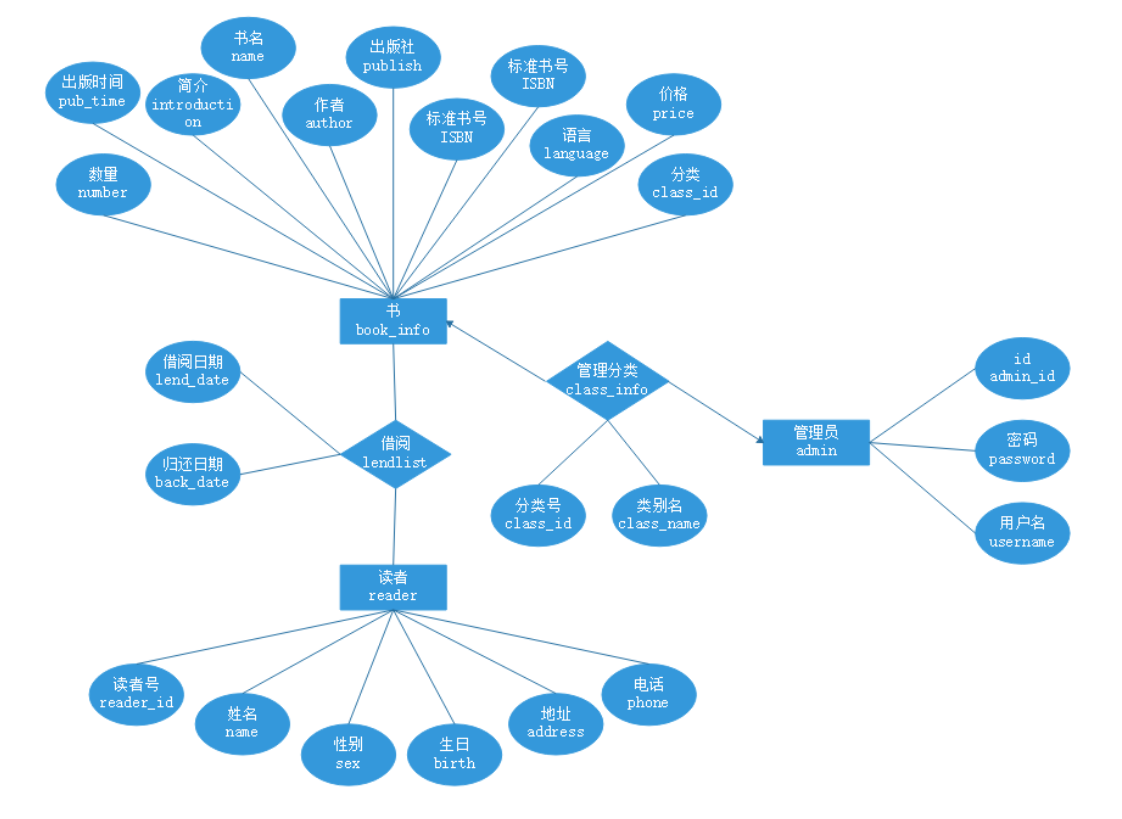 书名
name
出版社
publish
标准书号
ISBN
出版时间
pub_time
简介
introducti
on
作者
author
标准书号
ISBN
语言
language
价格
price
数量
number
分类
class_id
书
book_info
借阅日期
lend_date
管理分类
class_info
id
admin_id
借阅
lendlist
管理员
admin
密码
password
归还日期
back_date
分类号
class_id
类别名
class_name
用户名
username
读者
reader
读者号
reader_id
姓名
name
性别
sex
生日
birth
地址
address
电话
phone